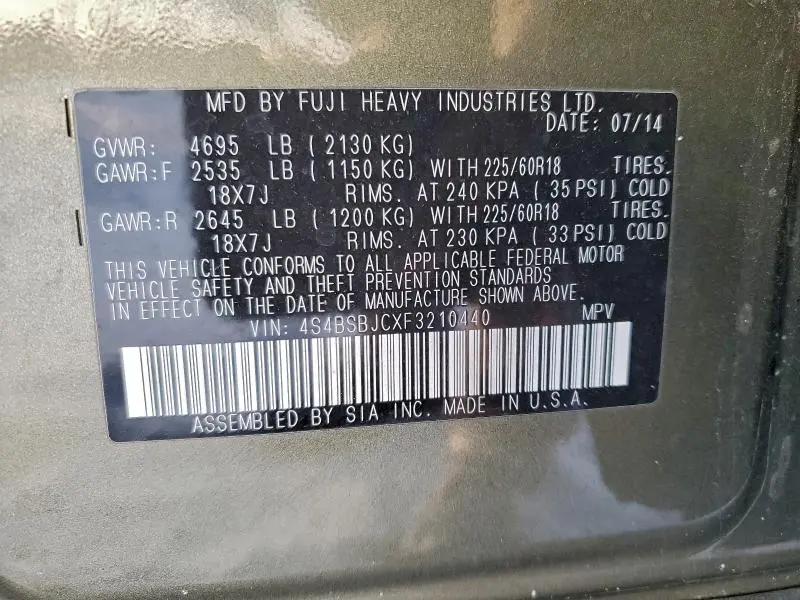 MFD BY FUJI HEAVY INDUSTRIES LTD.
DATE: 07/14
GVWR: 4695 LB ( 2130 KG)
GAWR:F 2535 LB ( 1150 KG) WITH 225/60R18 TIRES.
18X7J RIMS. AT 240 KPA ( 35 PSI) COLD
GAWR:R 2645 LB ( 1200 KG) WITH 225/60R18 TIRES.
18X7J RIMS. AT 230 KPA ( 33 PSI) COLD
THIS VEHICLE CONFORMS TO ALL APPLICABLE FEDERAL MOTOR
VEHICLE SAFETY AND THEFT PREVENTION STANDARDS
IN EFFECT ON THE DATE OF MANUFACTURE SHOWN ABOVE.
VIN: 4S4BSBJCXF3210440 MPV
ASSEMBLED BY SIA INC. MADE IN U.S.A.